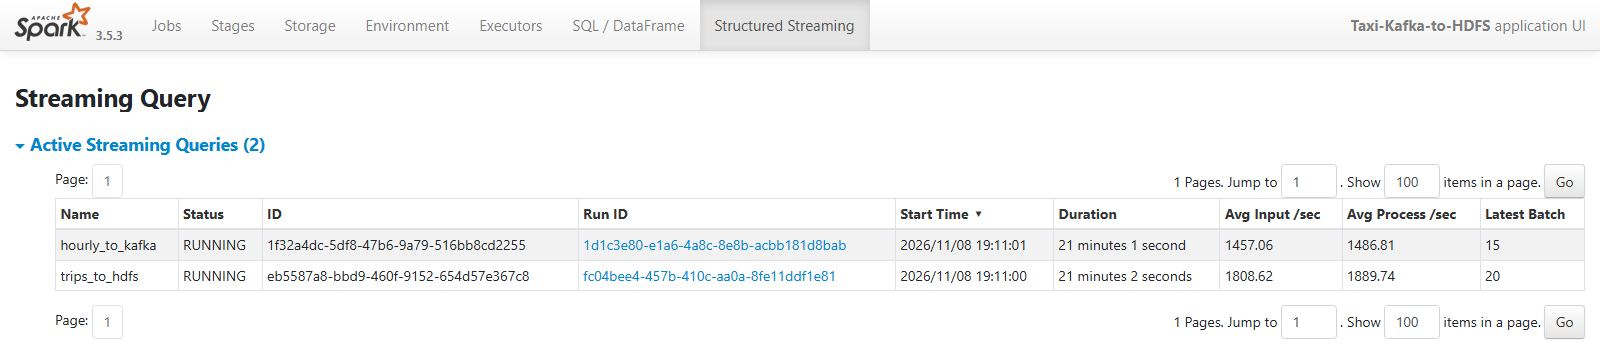 APACHE Spark 3.5.3 Jobs Stages Storage Environment Executors SQL / DataFrame Structured Streaming Taxi-Kafka-to-HDFS application UI
Streaming Query
Active Streaming Queries (2)
Page: 1 1 Pages. Jump to 1 . Show 100 items in a page. Go
Name Status ID Run ID Start Time ▼ Duration Avg Input /sec Avg Process /sec Latest Batch
hourly_to_kafka RUNNING 1f32a4dc-5df8-47b6-9a79-516bb8cd2255 1d1c3e80-e1a6-4a8c-8e8b-acbb181d8bab 2026/11/08 19:11:01 21 minutes 1 second 1457.06 1486.81 15
trips_to_hdfs RUNNING eb5587a8-bbd9-460f-9152-654d57e367c8 fc04bee4-457b-410c-aa0a-8fe11ddf1e81 2026/11/08 19:11:00 21 minutes 2 seconds 1808.62 1889.74 20
Page: 1 1 Pages. Jump to 1 . Show 100 items in a page. Go